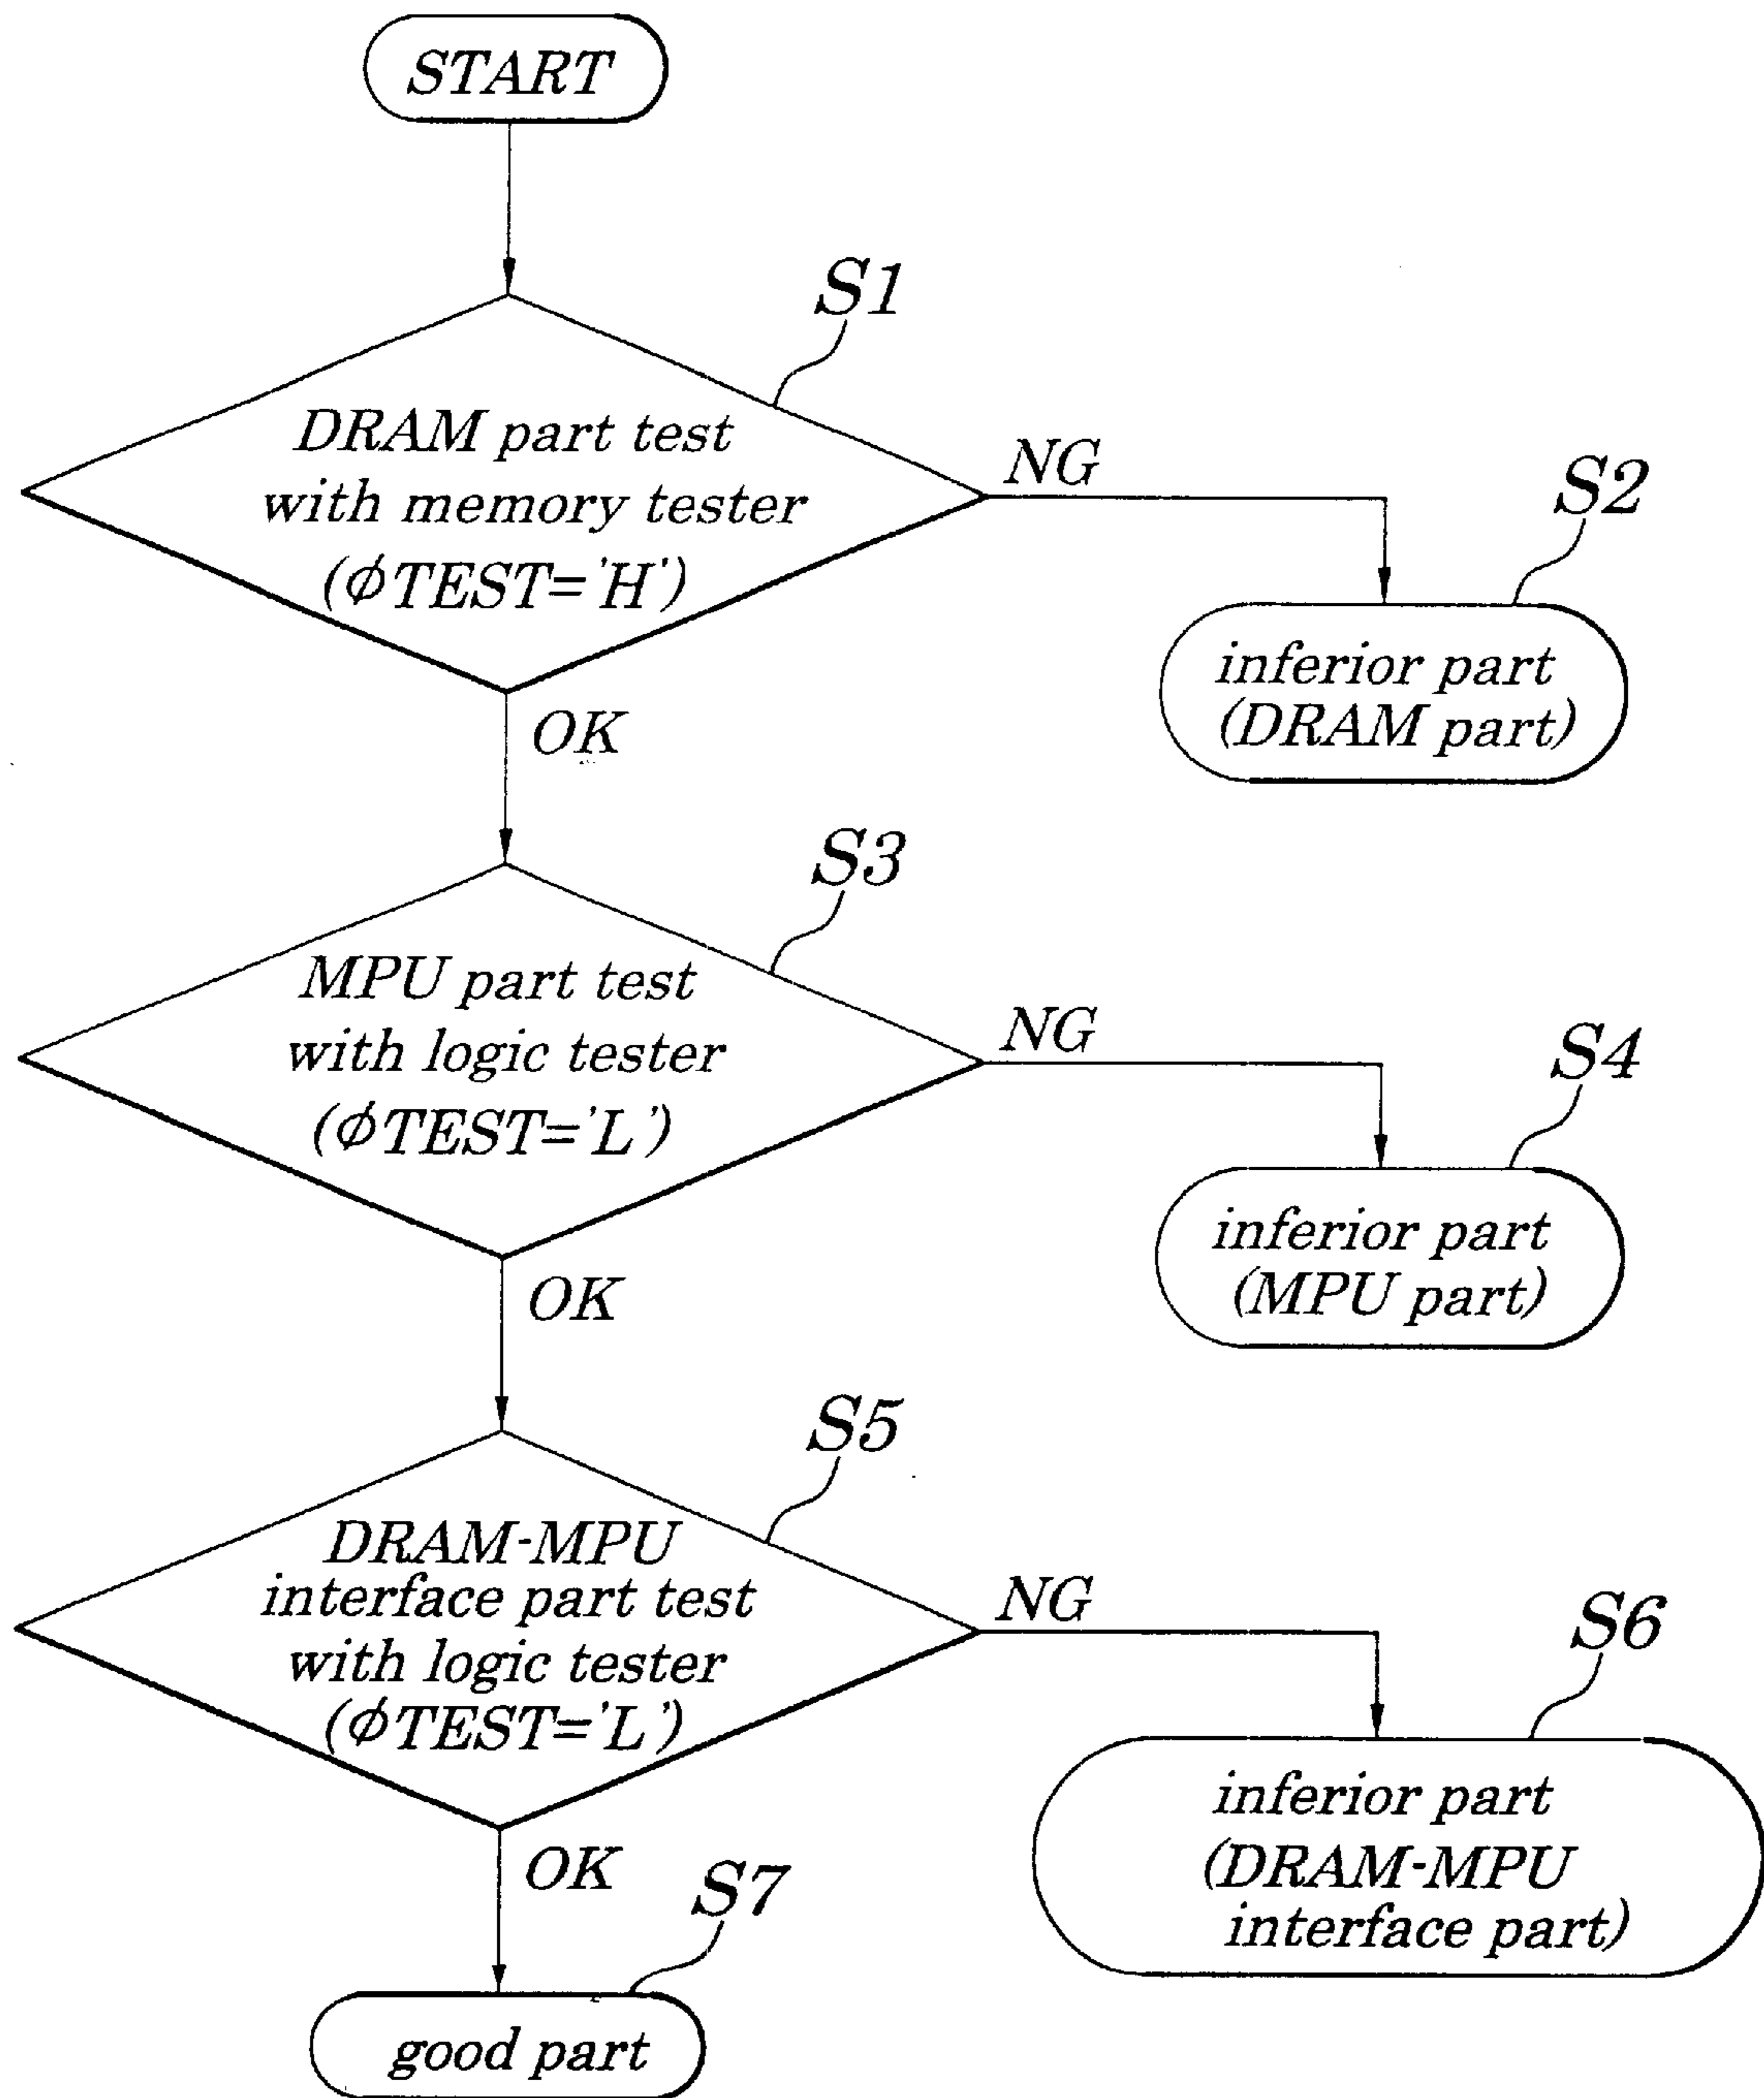 START
S1
DRAM part test
with memory tester
(ϕTEST='H')
NG
S2
inferior part
(DRAM part)
OK
S3
MPU part test
with logic tester
(ϕTEST='L')
NG
S4
inferior part
(MPU part)
OK
S5
DRAM-MPU
interface part test
with logic tester
(ϕTEST='L')
NG
S6
inferior part
(DRAM-MPU
interface part)
OK
S7
good part